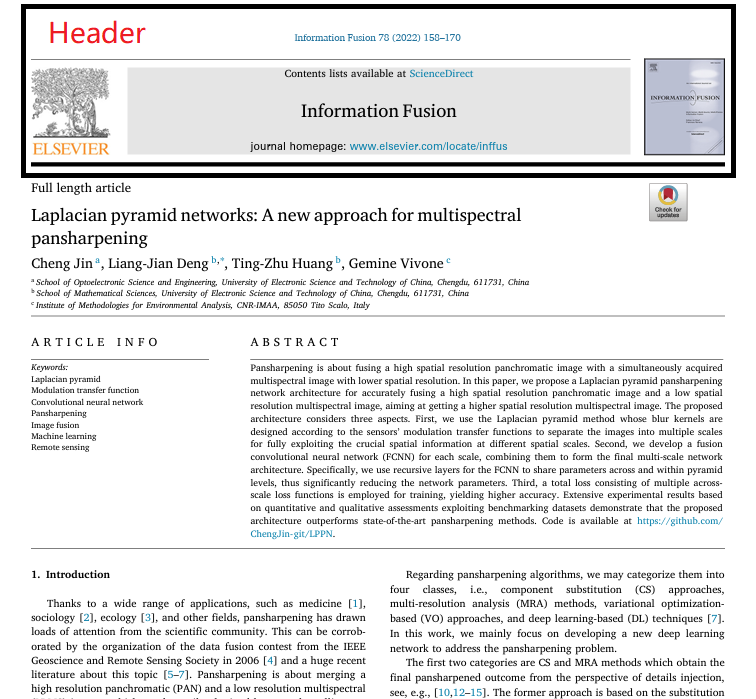 Header
Information Fusion 78 (2022) 158–170
Contents lists available at ScienceDirect
Information Fusion
journal homepage: www.elsevier.com/locate/inffus
ELSEVIER
INFORMATION FUSION
Full length article
Check for
updates
Laplacian pyramid networks: A new approach for multispectral
pansharpening
Cheng Jin a, Liang-Jian Deng b,*, Ting-Zhu Huang b, Gemine Vivone c
a School of Optoelectronic Science and Engineering, University of Electronic Science and Technology of China, Chengdu, 611731, China
b School of Mathematical Sciences, University of Electronic Science and Technology of China, Chengdu, 611731, China
c Institute of Methodologies for Environmental Analysis, CNR-IMAA, 85050 Tito Scalo, Italy
ARTICLE INFO
Keywords:
Laplacian pyramid
Modulation transfer function
Convolutional neural network
Pansharpening
Image fusion
Machine learning
Remote sensing
ABSTRACT
Pansharpening is about fusing a high spatial resolution panchromatic image with a simultaneously acquired
multispectral image with lower spatial resolution. In this paper, we propose a Laplacian pyramid pansharpening
network architecture for accurately fusing a high spatial resolution panchromatic image and a low spatial
resolution multispectral image, aiming at getting a higher spatial resolution multispectral image. The proposed
architecture considers three aspects. First, we use the Laplacian pyramid method whose blur kernels are
designed according to the sensors' modulation transfer functions to separate the images into multiple scales
for fully exploiting the crucial spatial information at different spatial scales. Second, we develop a fusion
convolutional neural network (FCNN) for each scale, combining them to form the final multi-scale network
architecture. Specifically, we use recursive layers for the FCNN to share parameters across and within pyramid
levels, thus significantly reducing the network parameters. Third, a total loss consisting of multiple across-
scale loss functions is employed for training, yielding higher accuracy. Extensive experimental results based
on quantitative and qualitative assessments exploiting benchmarking datasets demonstrate that the proposed
architecture outperforms state-of-the-art pansharpening methods. Code is available at https://github.com/
ChengJin-git/LPPN.
1. Introduction
Thanks to a wide range of applications, such as medicine [1],
sociology [2], ecology [3], and other fields, pansharpening has drawn
loads of attention from the scientific community. This can be corrob-
orated by the organization of the data fusion contest from the IEEE
Geoscience and Remote Sensing Society in 2006 [4] and a huge recent
literature about this topic [5–7]. Pansharpening is about merging a
high resolution panchromatic (PAN) and a low resolution multispectral
Regarding pansharpening algorithms, we may categorize them into
four classes, i.e., component substitution (CS) approaches,
multi-resolution analysis (MRA) methods, variational optimization-
based (VO) approaches, and deep learning-based (DL) techniques [7].
In this work, we mainly focus on developing a new deep learning
network to address the pansharpening problem.
The first two categories are CS and MRA methods which obtain the
final pansharpened outcome from the perspective of details injection,
see, e.g., [10,12–15]. The former approach is based on the substitution